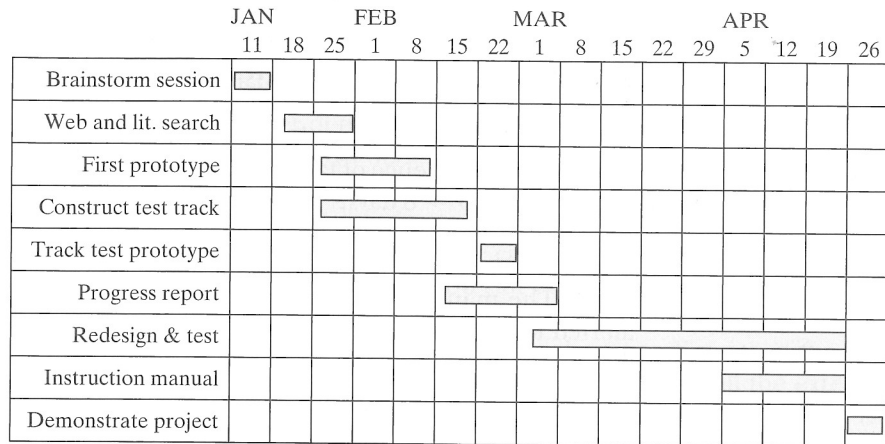 JAN FEB MAR APR
11 18 25 1 8 15 22 1 8 15 22 29 5 12 19 26
Brainstorm session
Web and lit. search
First prototype
Construct test track
Track test prototype
Progress report
Redesign & test
Instruction manual
Demonstrate project